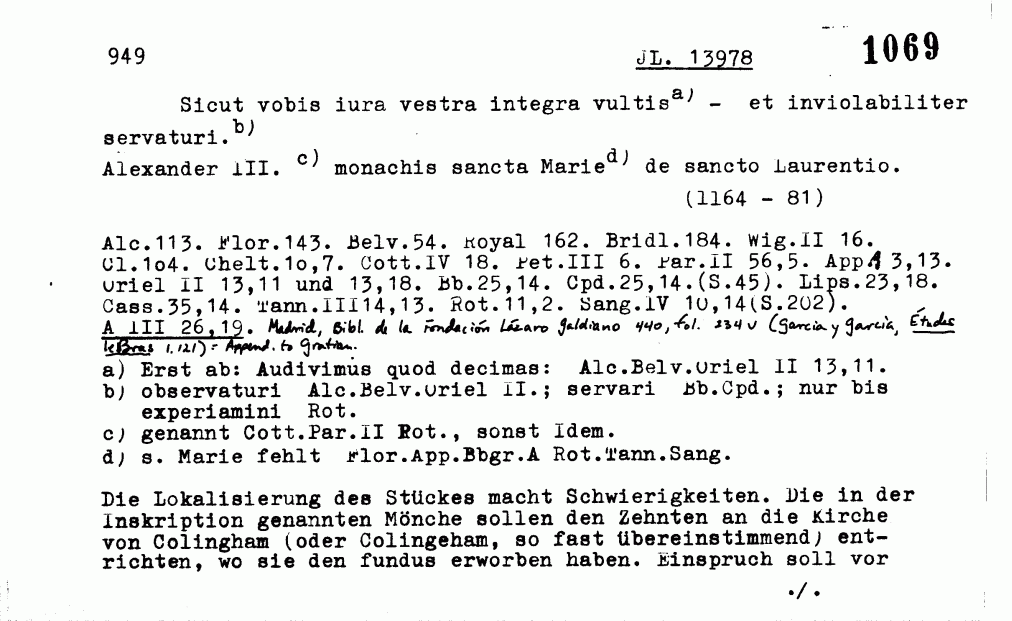 949 JL. 13978 1069
Sicut vobis iura vestra integra vultis a) - et inviolabiliter
servaturi. b)
Alexander III. c) monachis sancta Marie d) de sancto Laurentio.
(1164 - 81)
Alc.113. Flor.143. Belv.54. Royal 162. Bridl.184. Wig.II 16.
Cl.1o4. Chelt.1o,7. Cott.IV 18. Pet.III 6. Par.II 56,5. App A 3,13.
Oriel II 13,11 und 13,18. Bb.25,14. Cpd.25,14.(S.45). Lips.23,18.
Cass.35,14. Tann.III14,13. Rot.11,2. Sang.IV 10,14(S.202).
A III 26,19. Madrid, Bibl. de la Fondación Lázaro Galdiano 440, fol. 234 v (García y García, Études
leBras 1,121) = Append. to Gratian.
a) Erst ab: Audivimus quod decimas: Alc.Belv.Oriel II 13,11.
b) observaturi Alc.Belv.Oriel II.; servari Bb.Cpd.; nur bis
experiamini Rot.
c) genannt Cott.Par.II Rot., sonst Idem.
d) s. Marie fehlt Flor.App.Bbgr.A Rot.Tann.Sang.
Die Lokalisierung des Stückes macht Schwierigkeiten. Die in der
Inskription genannten Mönche sollen den Zehnten an die Kirche
von Colingham (oder Colingeham, so fast übereinstimmend) ent-
richten, wo sie den fundus erworben haben. Einspruch soll vor
./.